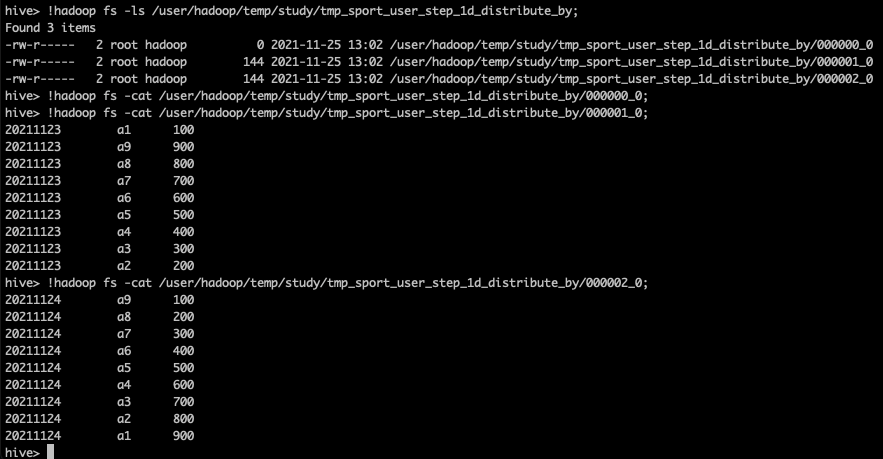 hive> !hadoop fs -ls /user/hadoop/temp/study/tmp_sport_user_step_1d_distribute_by;
Found 3 items
-rw-r-----   2 root hadoop          0 2021-11-25 13:02 /user/hadoop/temp/study/tmp_sport_user_step_1d_distribute_by/000000_0
-rw-r-----   2 root hadoop        144 2021-11-25 13:02 /user/hadoop/temp/study/tmp_sport_user_step_1d_distribute_by/000001_0
-rw-r-----   2 root hadoop        144 2021-11-25 13:02 /user/hadoop/temp/study/tmp_sport_user_step_1d_distribute_by/000002_0
hive> !hadoop fs -cat /user/hadoop/temp/study/tmp_sport_user_step_1d_distribute_by/000000_0;
hive> !hadoop fs -cat /user/hadoop/temp/study/tmp_sport_user_step_1d_distribute_by/000001_0;
20211123        a1      100
20211123        a9      900
20211123        a8      800
20211123        a7      700
20211123        a6      600
20211123        a5      500
20211123        a4      400
20211123        a3      300
20211123        a2      200
hive> !hadoop fs -cat /user/hadoop/temp/study/tmp_sport_user_step_1d_distribute_by/000002_0;
20211124        a9      100
20211124        a8      200
20211124        a7      300
20211124        a6      400
20211124        a5      500
20211124        a4      600
20211124        a3      700
20211124        a2      800
20211124        a1      900
hive>